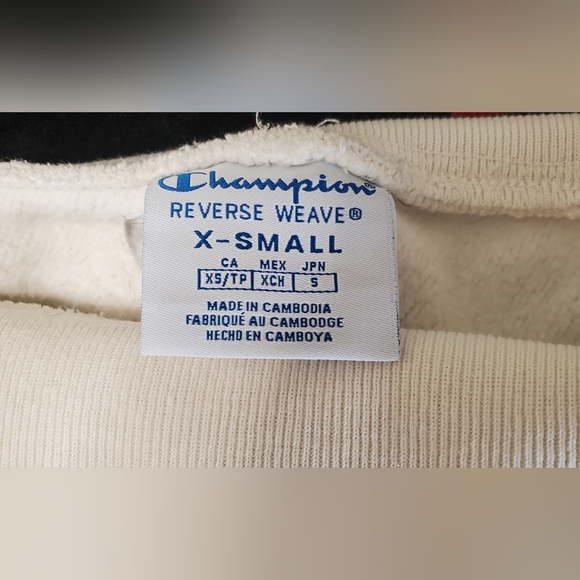 Champion®
REVERSE WEAVE®
X-SMALL
CA MEX JPN
XS/TP XCH S
MADE IN CAMBODIA
FABRIQUÉ AU CAMBODGE
HECHO EN CAMBOYA